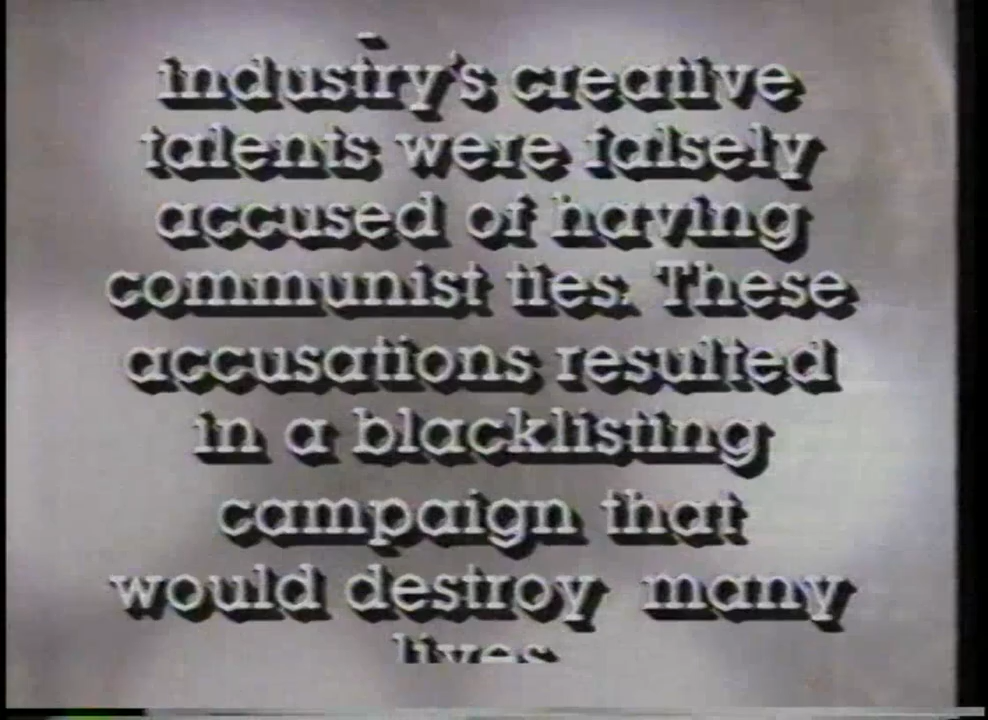 industry's creative
talents were falsely
accused of having
communist ties. These
accusations resulted
in a blacklisting
campaign that
would destroy many
lives